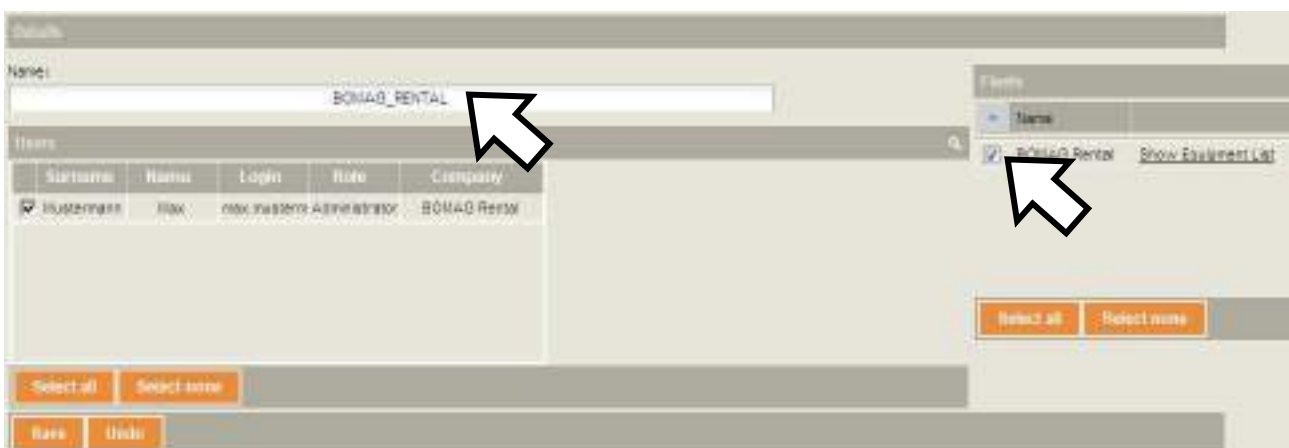 Details
Name:
BOMAG_RENTAL
Users
Surname Name Login Role Company
Mustermann Max max.musterm Administrator BOMAG Rental
Select all Select none
Save Undo
Fleets
Name
BOMAG Rental Show Equipment List
Select all Select none